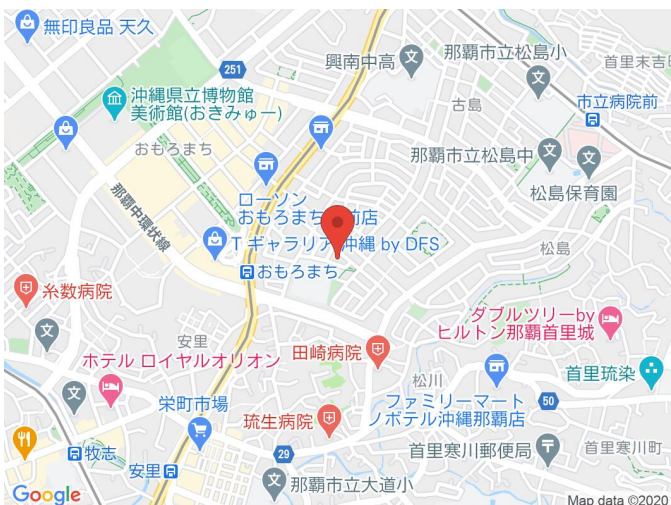 無印良品 天久
251
興南中高
那覇市立松島小
首里末吉町
沖縄県立博物館
美術館(おきみゅー)
古島
市立病院前
おもろまち
那覇市立松島中
松島保育園
ローソン
おもろまち
前店
那覇中環状線
T ギャラリア 沖縄 by DFS
松島
おもろまち
糸数病院
ダブルツリーby
ヒルトン那覇首里城
安里
田崎病院
ホテル ロイヤルオリオン
首里琉染
松川
ファミリーマート
ノボテル沖縄那覇店
50
栄町市場
琉生病院
29
首里寒川郵便局
首里寒川町
牧志
安里
那覇市立大道小
Google
Map data ©2020